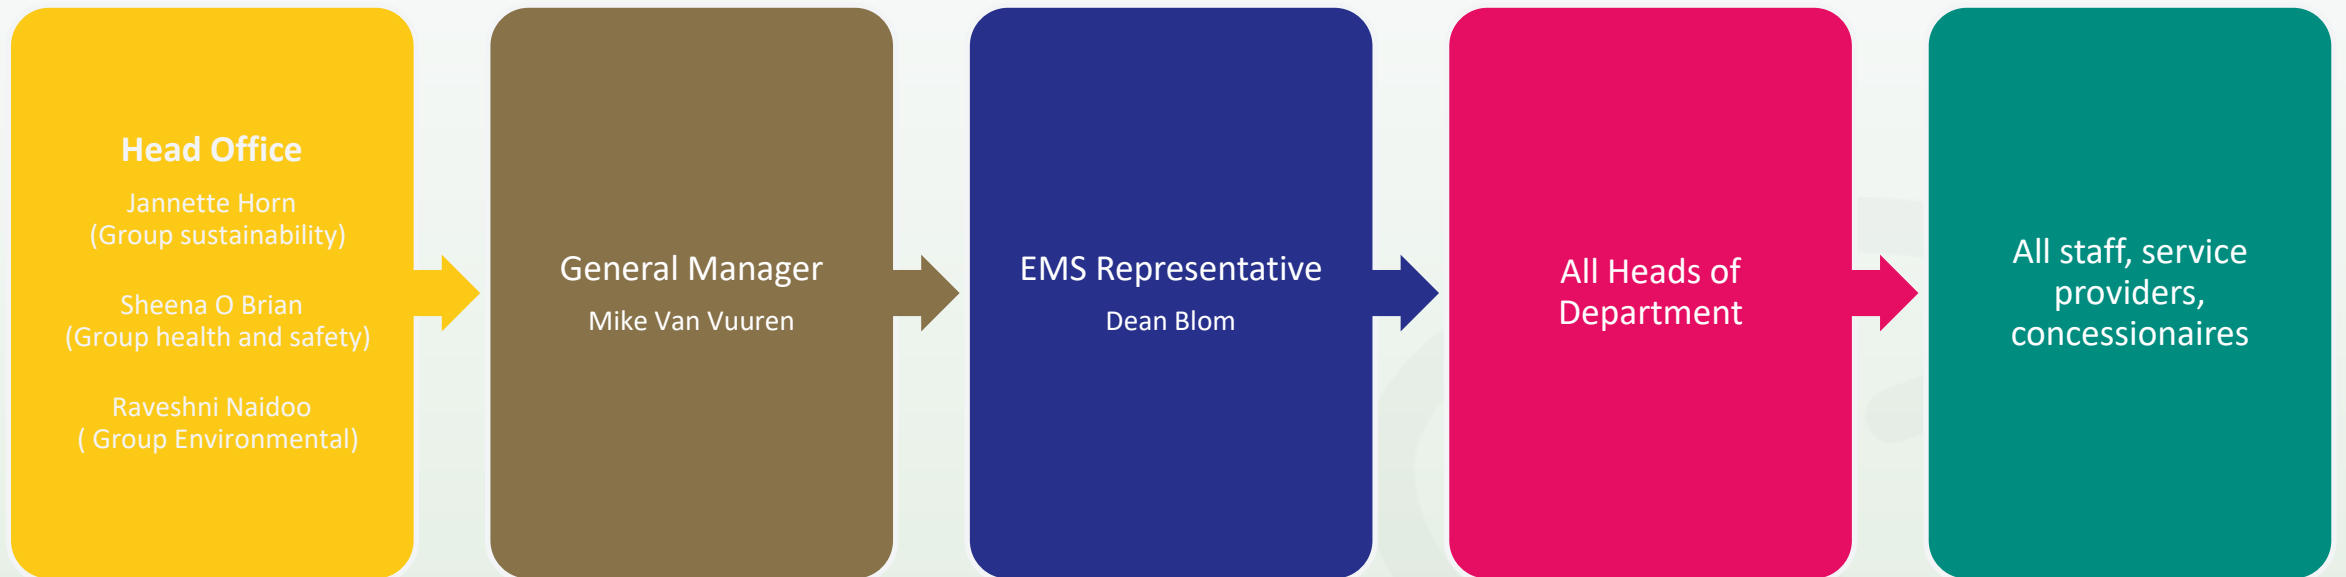 Head Office
Jannette Horn
(Group sustainability)
Sheena O Brian
(Group health and safety)
Raveshni Naidoo
( Group Environmental)
General Manager
Mike Van Vuuren
EMS Representative
Dean Blom
All Heads of
Department
All staff, service
providers,
concessionaires